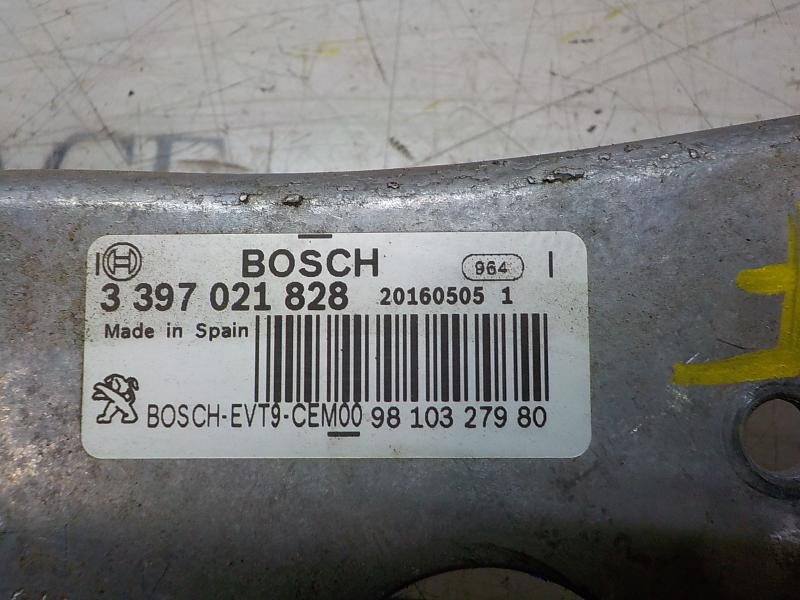 BOSCH 964
3 397 021 828 20160505 1
Made in Spain
BOSCH-EVT9-CEM00 98 103 279 80